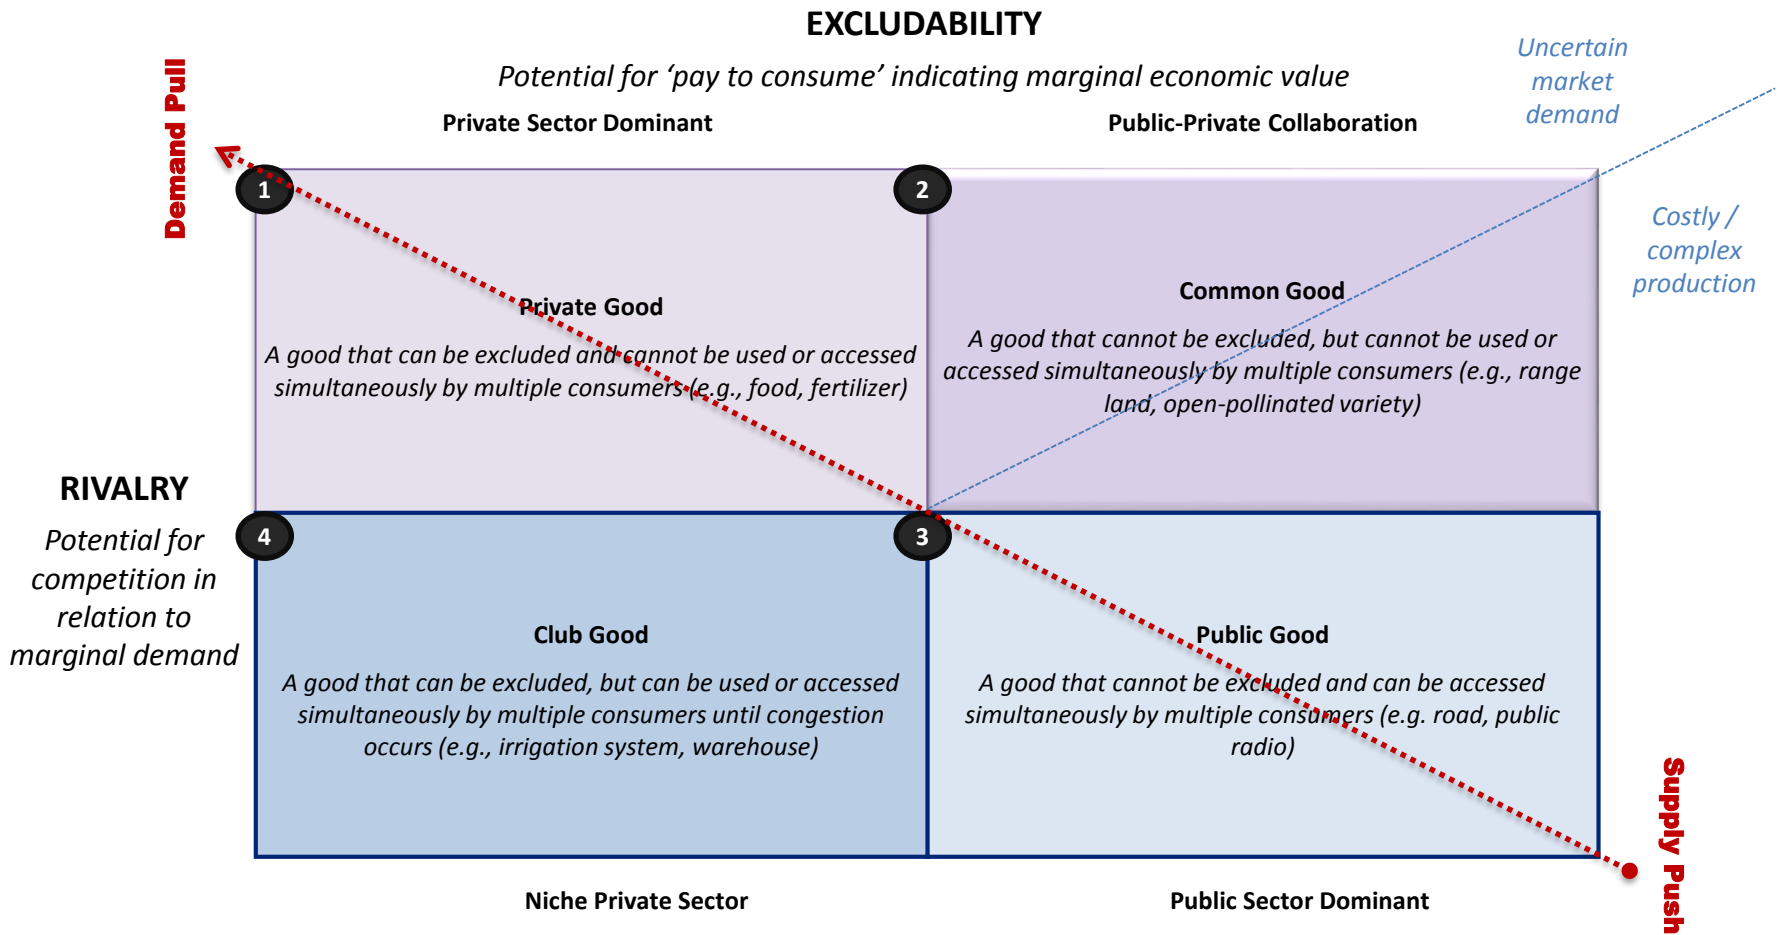 EXCLUDABILITY
Potential for ‘pay to consume’ indicating marginal economic value
Private Sector Dominant
Public-Private Collaboration
Uncertain
market
demand
Costly /
complex
production
Demand Pull
1
2
Private Good
A good that can be excluded and cannot be used or accessed
simultaneously by multiple consumers (e.g., food, fertilizer)
Common Good
A good that cannot be excluded, but cannot be used or
accessed simultaneously by multiple consumers (e.g., range
land, open-pollinated variety)
RIVALRY
Potential for
competition in
relation to
marginal demand
4
3
Club Good
A good that can be excluded, but can be used or accessed
simultaneously by multiple consumers until congestion
occurs (e.g., irrigation system, warehouse)
Public Good
A good that cannot be excluded and can be accessed
simultaneously by multiple consumers (e.g. road, public
radio)
Supply Push
Niche Private Sector
Public Sector Dominant